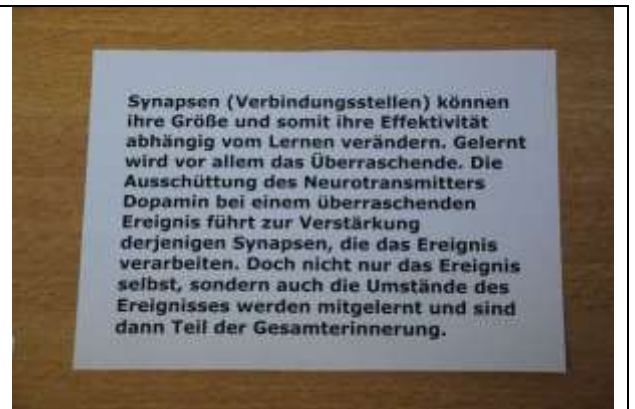 Synapsen (Verbindungsstellen) können
ihre Größe und somit ihre Effektivität
abhängig vom Lernen verändern. Gelernt
wird vor allem das Überraschende. Die
Ausschüttung des Neurotransmitters
Dopamin bei einem überraschenden
Ereignis führt zur Verstärkung
derjenigen Synapsen, die das Ereignis
verarbeiten. Doch nicht nur das Ereignis
selbst, sondern auch die Umstände des
Ereignisses werden mitgelernt und sind
dann Teil der Gesamterinnerung.